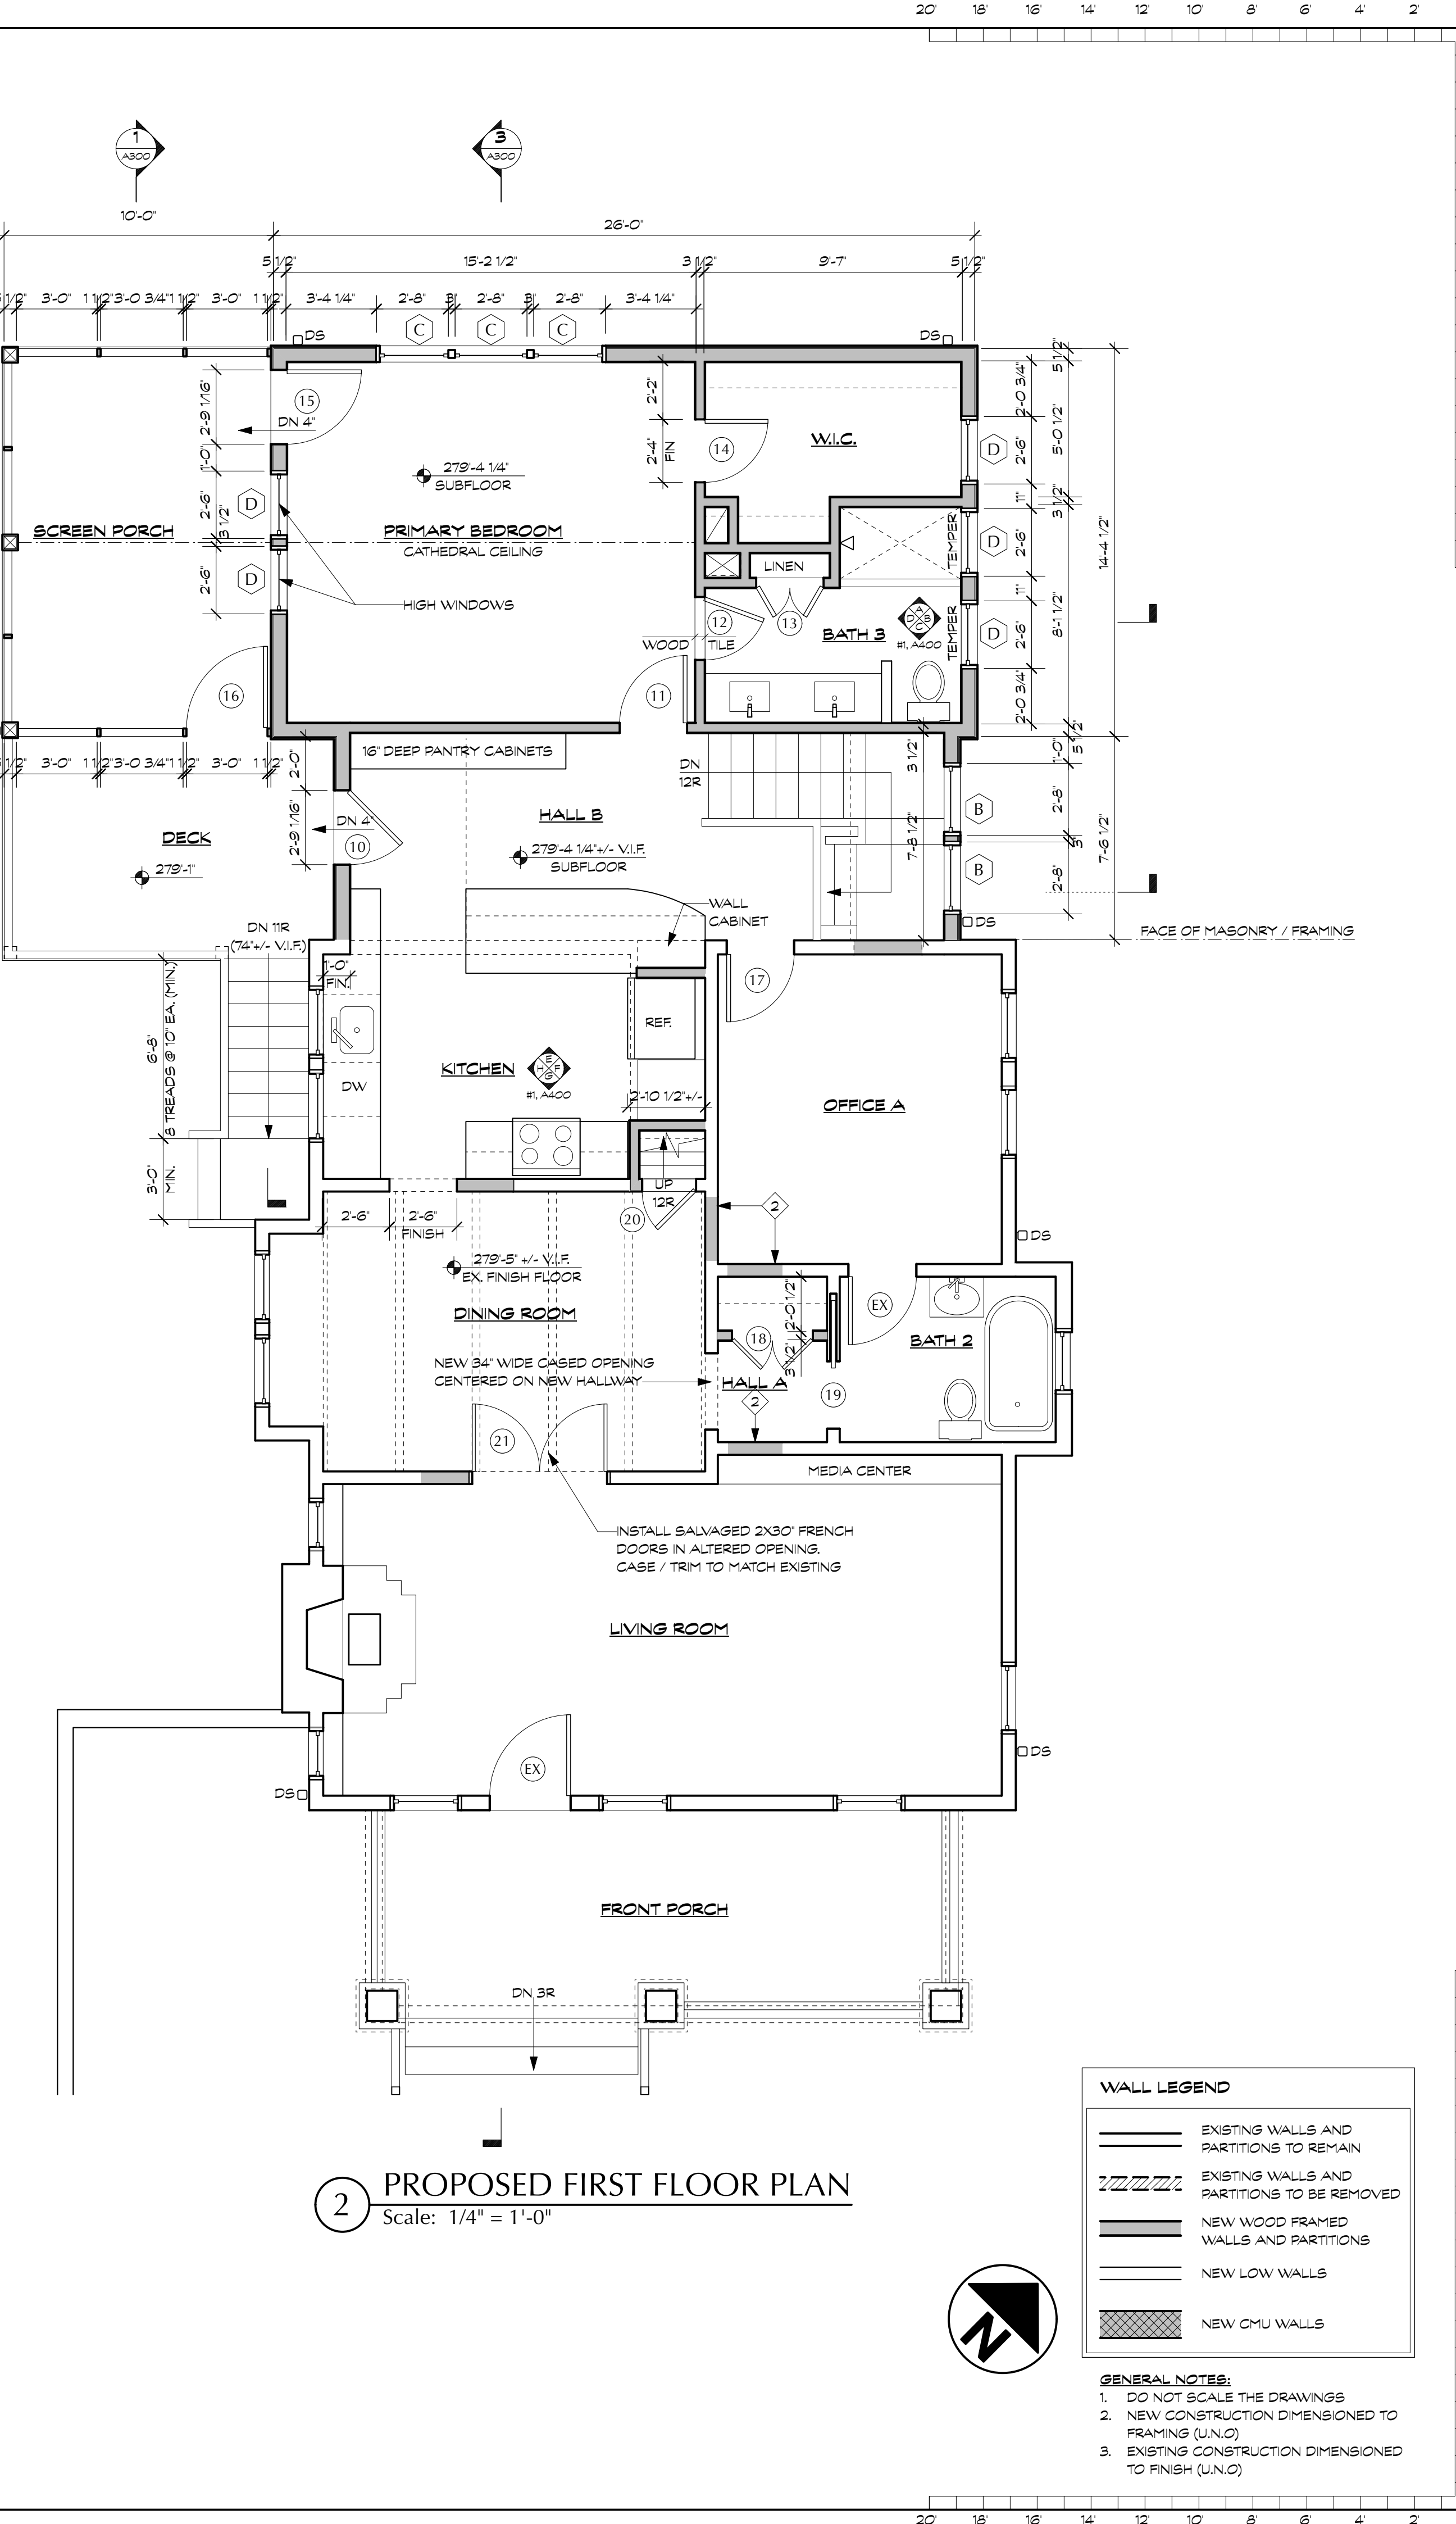 20' 18' 16' 14' 12' 10' 8' 6' 4' 2'
1
A300
3
A300
10'-0"
26'-0"
5 1/2" 15'-2 1/2" 3 1/2" 9'-7" 5 1/2"
3'-0" 1 1/2" 3'-0 3/4" 1 1/2" 3'-0" 1 1/2" 3'-4 1/4" 2'-8" 3" 2'-8" 3" 2'-8" 3'-4 1/4"
C C C
DS
DS
15
DN 4"
2'-9 1/16"
1'-0"
2'-6"
3 1/2"
2'-6"
D
D
2'-2"
2'-4"
FIN
14
W.I.C.
279'-4 1/4"
SUBFLOOR
SCREEN PORCH
PRIMARY BEDROOM
CATHEDRAL CEILING
HIGH WINDOWS
LINEN
12
13
WOOD TILE
BATH 3
A
D B
C
#1, A400
TEMPER
TEMPER
D
D
D
2'-0 3/4"
2'-6"
11"
2'-6"
11"
2'-6"
2'-0 3/4"
5 1/2"
5'-0 1/2"
3 1/2"
8'-1 1/2"
5 1/2"
14'-4 1/2"
16
11
3'-0" 1 1/2" 3'-0 3/4" 1 1/2" 3'-0" 1 1/2"
2'-0"
2'-9 1/16"
16" DEEP PANTRY CABINETS
DN
12R
3 1/2"
7'-8 1/2"
1'-0"
2'-8"
3"
2'-8"
7'-6 1/2"
B
B
DS
DECK
279'-1"
DN 4"
10
HALL B
279'-4 1/4"+/- V.I.F.
SUBFLOOR
WALL
CABINET
FACE OF MASONRY / FRAMING
DN 11R
(74"+/- V.I.F.)
1'-0"
FIN.
6'-8"
8 TREADS @ 10" EA. (MIN.)
3'-0"
MIN.
17
REF.
KITCHEN
E
H F
G
#1, A400
DW
2'-10 1/2"+/-
OFFICE A
UP
12R
20
2
2'-6" 2'-6"
FINISH
279'-5" +/- V.I.F.
EX. FINISH FLOOR
DINING ROOM
DS
EX
2'-0 1/2"
18
3 1/2"
BATH 2
NEW 34" WIDE CASED OPENING
CENTERED ON NEW HALLWAY
HALL A
2
19
21
MEDIA CENTER
INSTALL SALVAGED 2X30" FRENCH
DOORS IN ALTERED OPENING.
CASE / TRIM TO MATCH EXISTING
LIVING ROOM
DS
EX
DS
FRONT PORCH
DN 3R
2
PROPOSED FIRST FLOOR PLAN
Scale: 1/4" = 1'-0"
N
WALL LEGEND
EXISTING WALLS AND
PARTITIONS TO REMAIN
EXISTING WALLS AND
PARTITIONS TO BE REMOVED
NEW WOOD FRAMED
WALLS AND PARTITIONS
NEW LOW WALLS
NEW CMU WALLS
GENERAL NOTES:
1. DO NOT SCALE THE DRAWINGS
2. NEW CONSTRUCTION DIMENSIONED TO
FRAMING (U.N.O)
3. EXISTING CONSTRUCTION DIMENSIONED
TO FINISH (U.N.O)
20' 18' 16' 14' 12' 10' 8' 6' 4' 2'